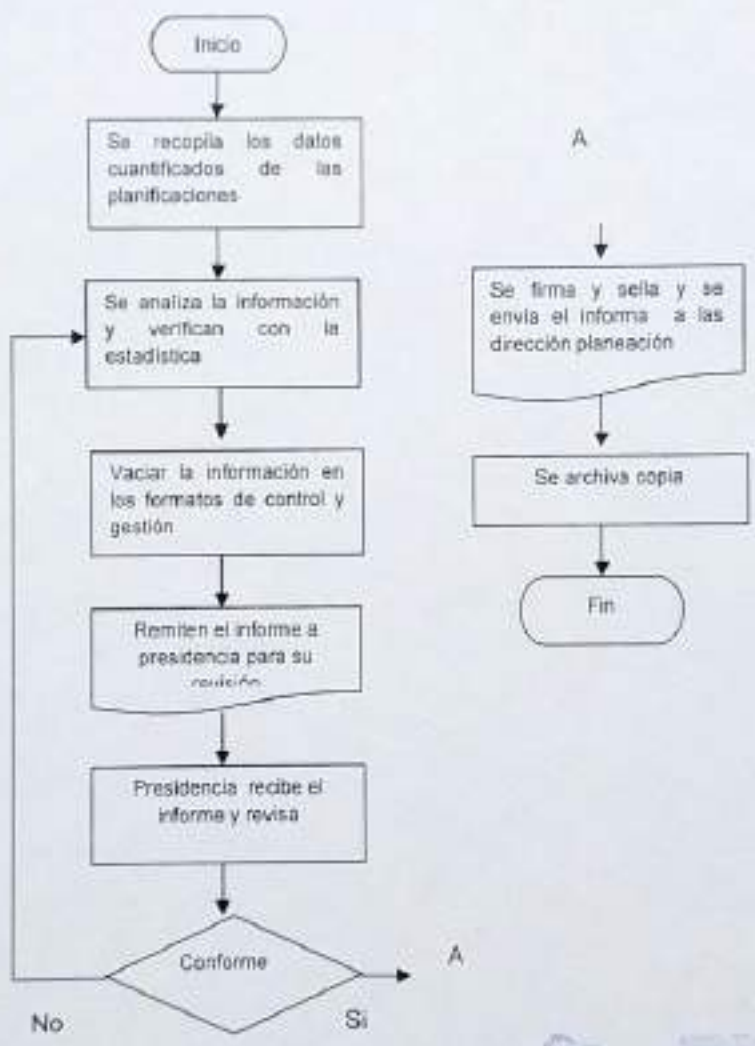 Inicio
Se recopila los datos
cuantificados de las
planificaciones
Se analiza la información
y verifican con la
estadística
Vaciar la información en
los formatos de control y
gestión
Remiten el informe a
presidencia para su
revisión
Presidencia recibe el
informe y revisa
Conforme
No
Si
A
A
Se firma y sella y se
envia el informa a las
dirección planeación
Se archiva copia
Fin